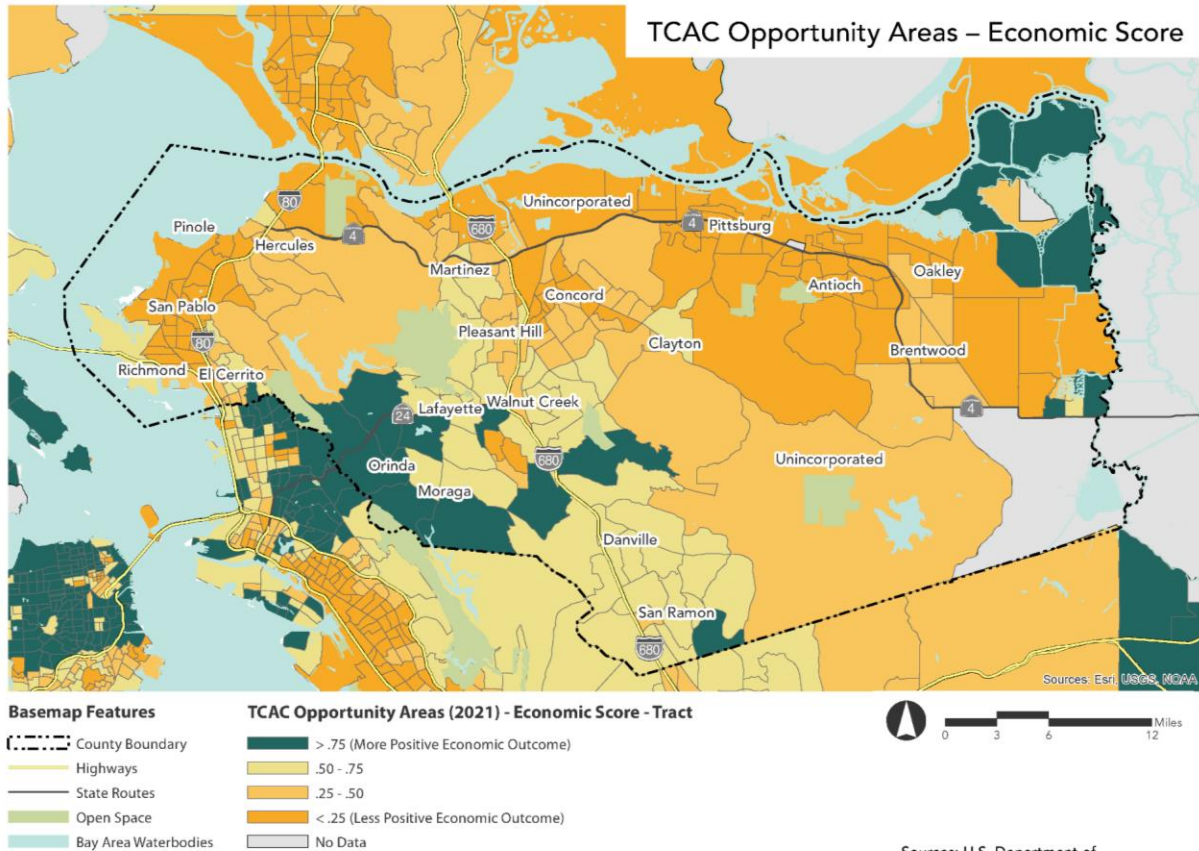 TCAC Opportunity Areas – Economic Score
Unincorporated
Pinole
80
680
4
Pittsburg
Hercules
4
Martinez
Oakley
Antioch
Concord
San Pablo
Pleasant Hill
80
Clayton
Brentwood
Richmond
El Cerrito
4
24
Lafayette
Walnut Creek
680
Orinda
Unincorporated
Moraga
Danville
San Ramon
680
Sources: Esri, USGS, NOAA
Basemap Features
County Boundary
Highways
State Routes
Open Space
Bay Area Waterbodies
TCAC Opportunity Areas (2021) - Economic Score - Tract
> .75 (More Positive Economic Outcome)
.50 - .75
.25 - .50
< .25 (Less Positive Economic Outcome)
No Data
Miles
0 3 6 12
Sources: U.S. Department of